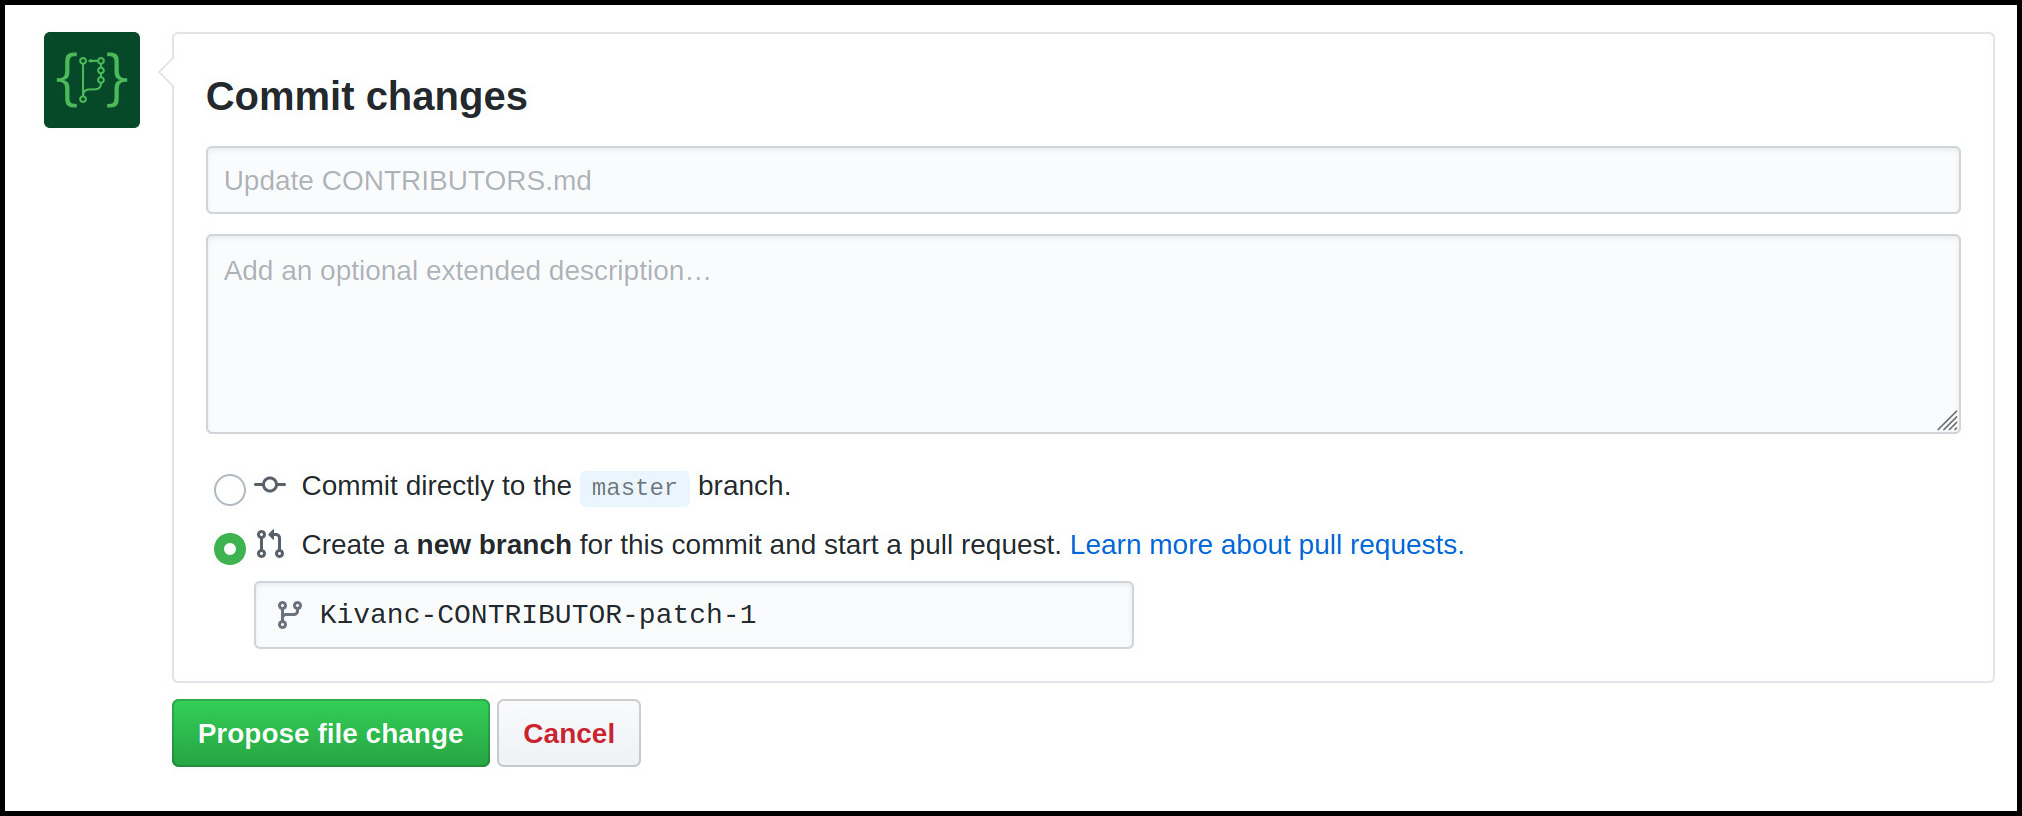 Commit changes
Update CONTRIBUTORS.md
Add an optional extended description…
Commit directly to the master branch.
Create a new branch for this commit and start a pull request. Learn more about pull requests.
Kivanc-CONTRIBUTOR-patch-1
Propose file change Cancel